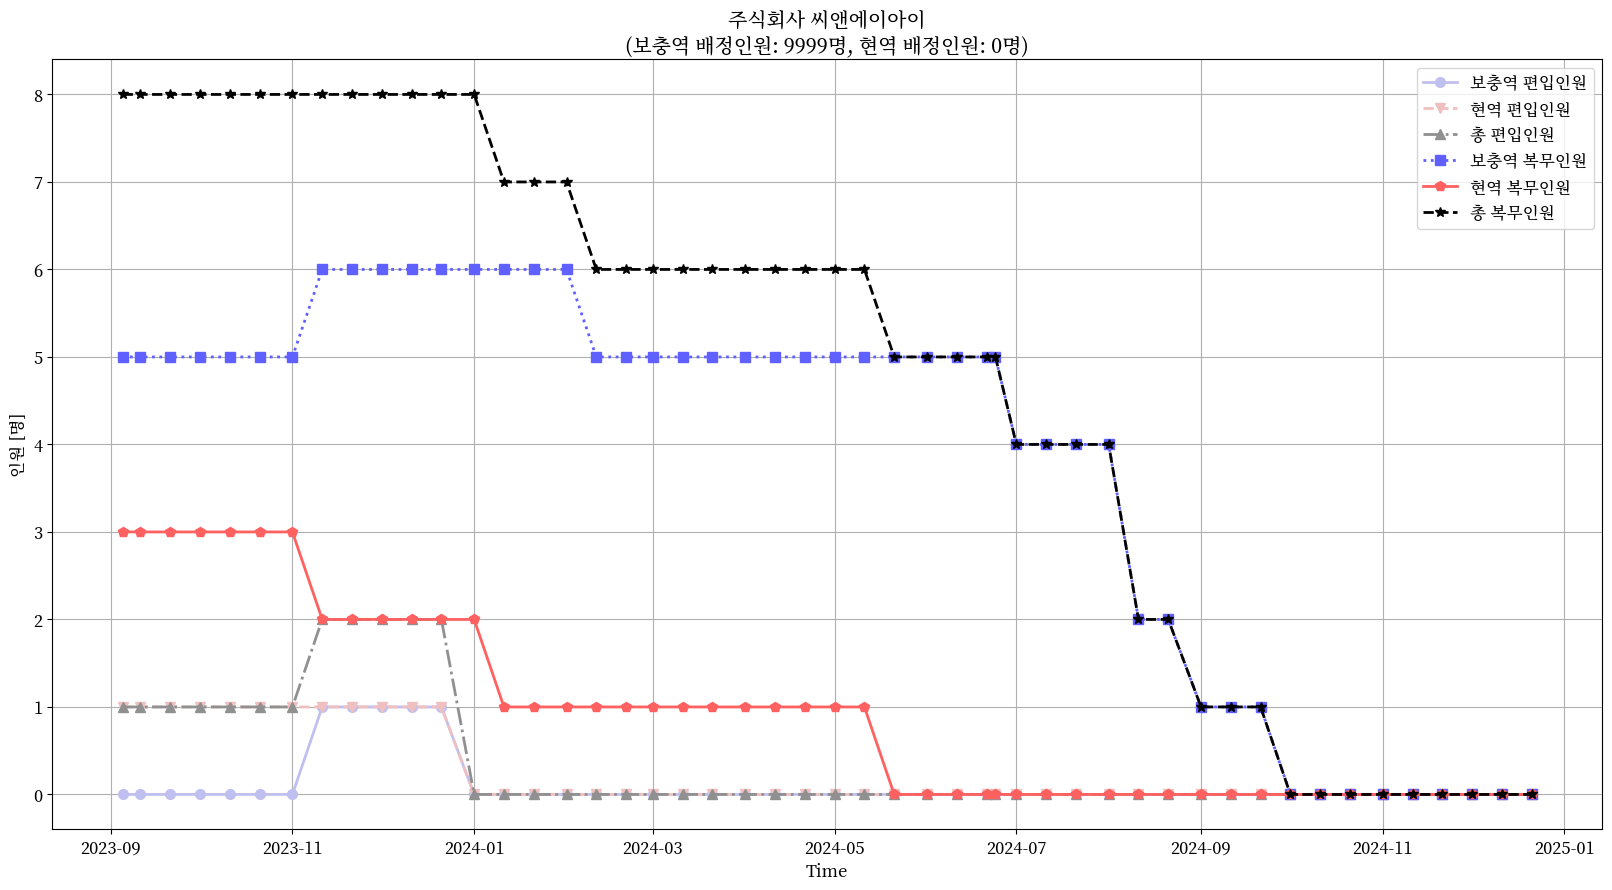 주식회사 씨앤에이아이
(보충역 배정인원: 9999명, 현역 배정인원: 0명)
보충역 편입인원
현역 편입인원
총 편입인원
보충역 복무인원
현역 복무인원
총 복무인원
인원 [명]
8
7
6
5
4
3
2
1
0
2023-09
2023-11
2024-01
2024-03
2024-05
2024-07
2024-09
2024-11
2025-01
Time